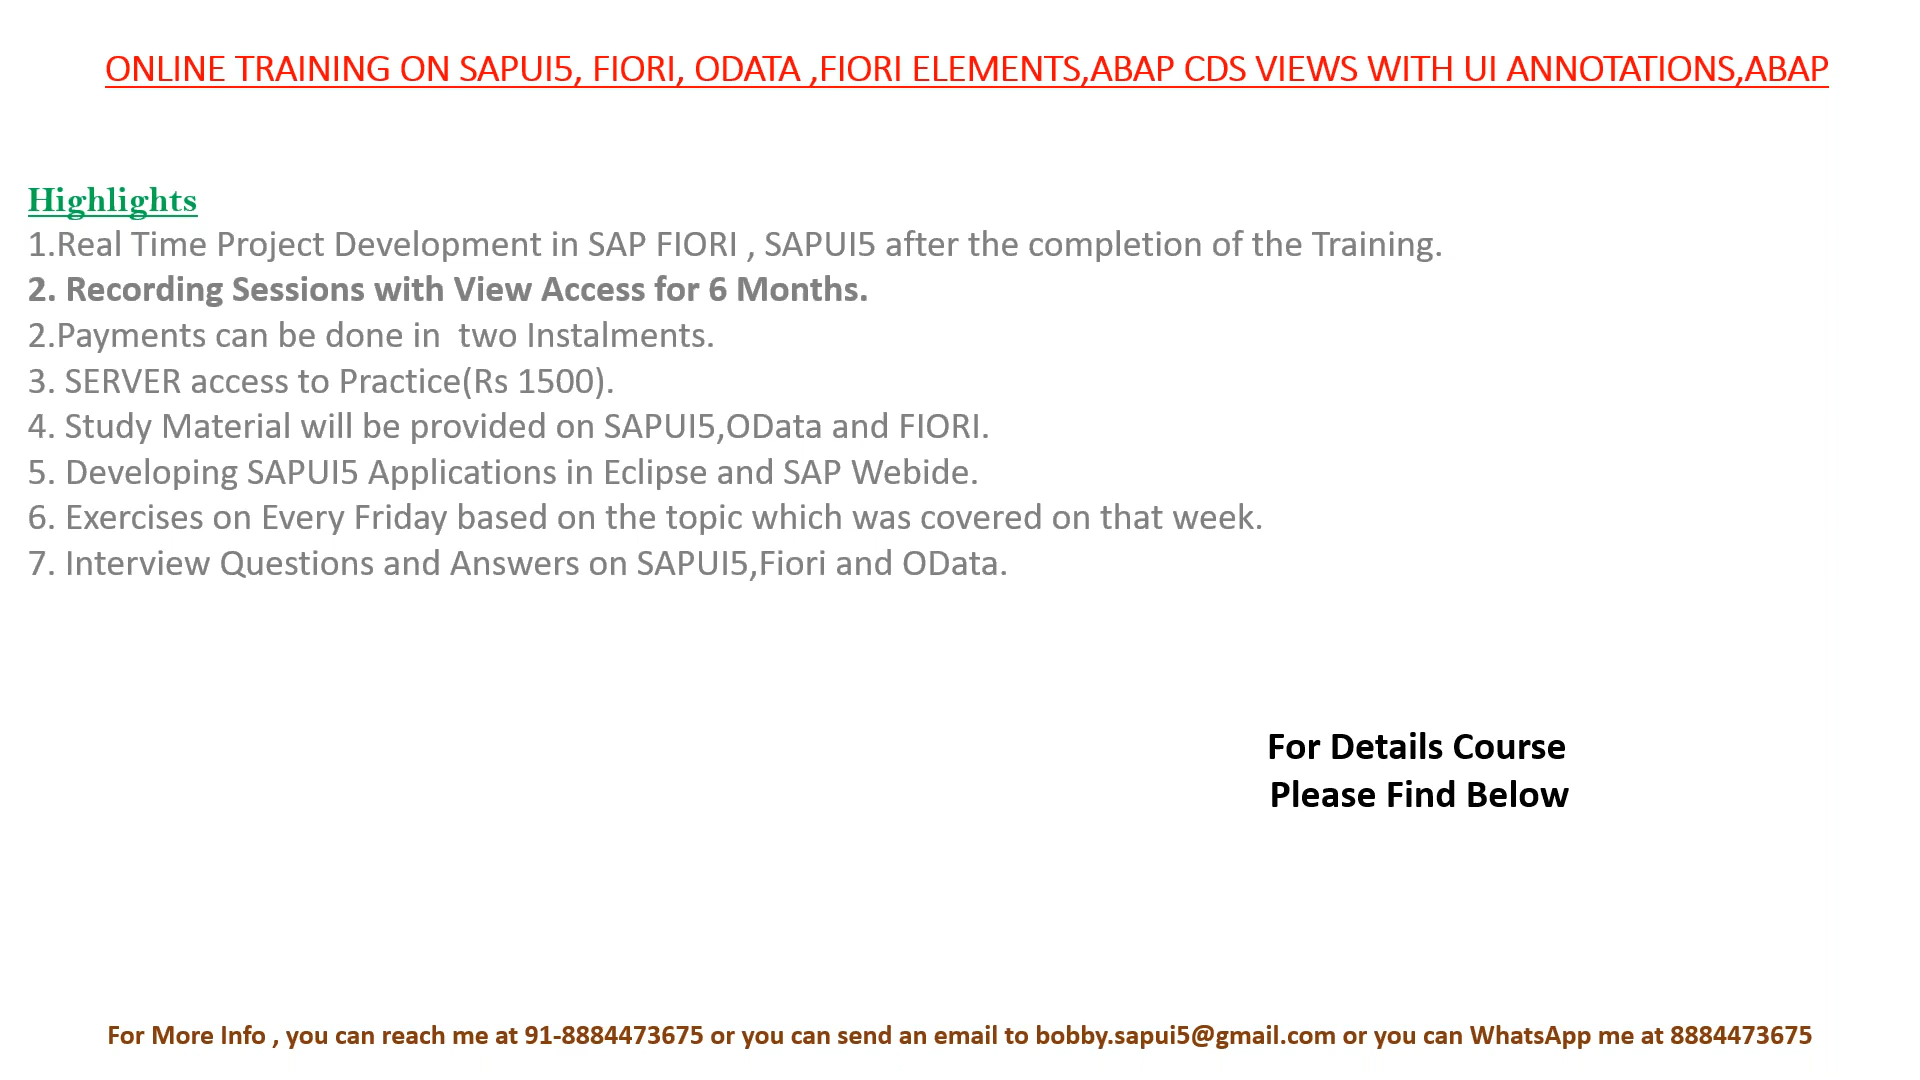 ONLINE TRAINING ON SAPUI5, FIORI, ODATA ,FIORI ELEMENTS,ABAP CDS VIEWS WITH UI ANNOTATIONS,ABAP
Highlights
1.Real Time Project Development in SAP FIORI , SAPUI5 after the completion of the Training.
2. Recording Sessions with View Access for 6 Months.
2.Payments can be done in  two Instalments.
3. SERVER access to Practice(Rs 1500).
4. Study Material will be provided on SAPUI5,OData and FIORI.
5. Developing SAPUI5 Applications in Eclipse and SAP Webide.
6. Exercises on Every Friday based on the topic which was covered on that week.
7. Interview Questions and Answers on SAPUI5,Fiori and OData.
For Details Course
Please Find Below
For More Info , you can reach me at 91-8884473675 or you can send an email to bobby.sapui5@gmail.com or you can WhatsApp me at 8884473675